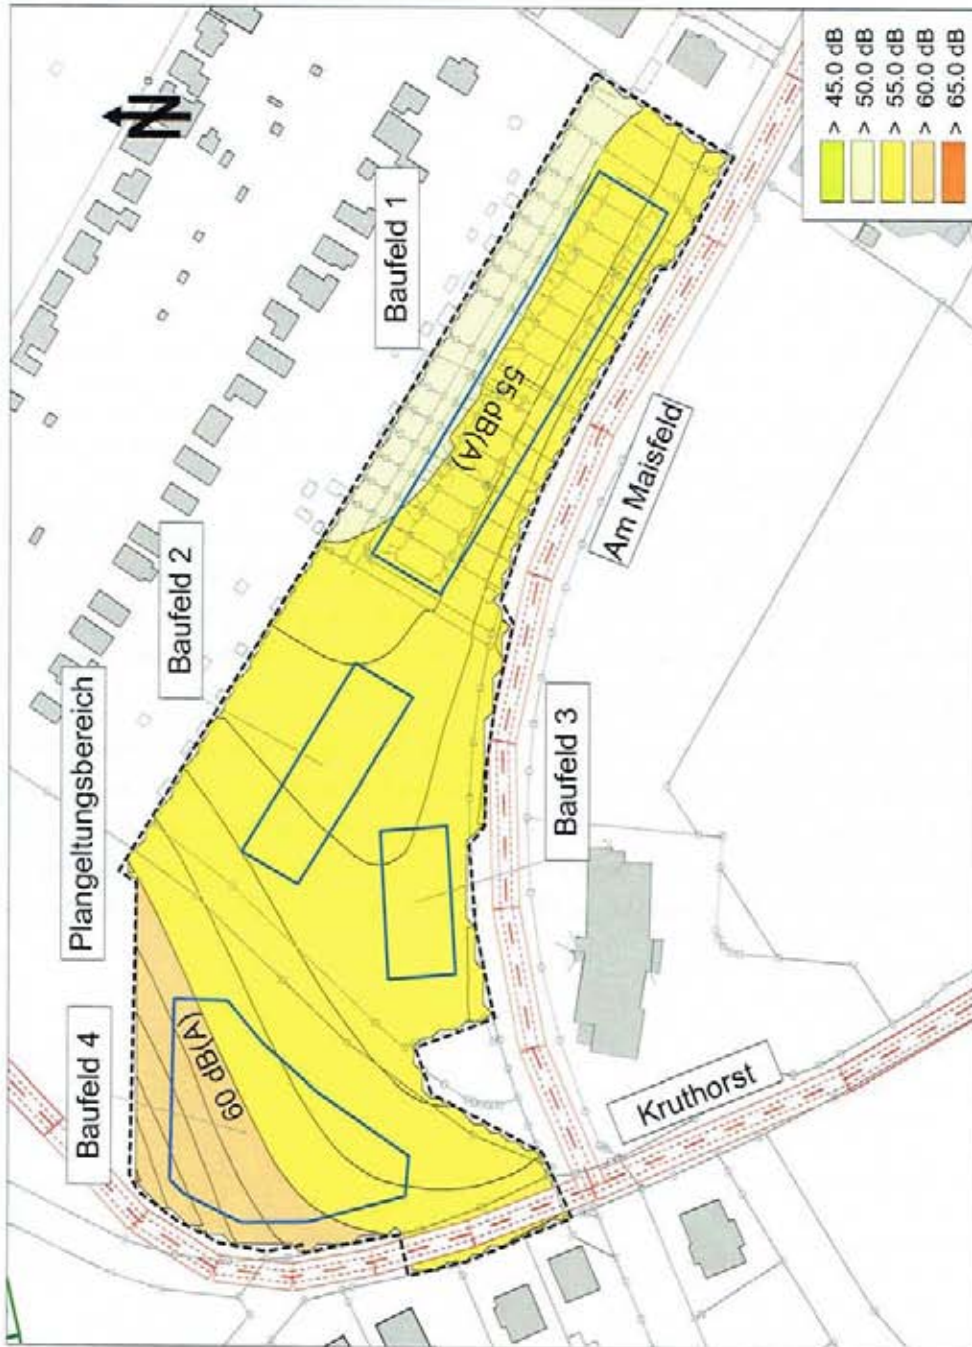 Baufeld 4
Plangeltungsbereich
Baufeld 2
Baufeld 1
N
60 dB(A)
55 dB(A)
Kruthorst
Baufeld 3
Am Maisfeld
> 45.0 dB
> 50.0 dB
> 55.0 dB
> 60.0 dB
> 65.0 dB